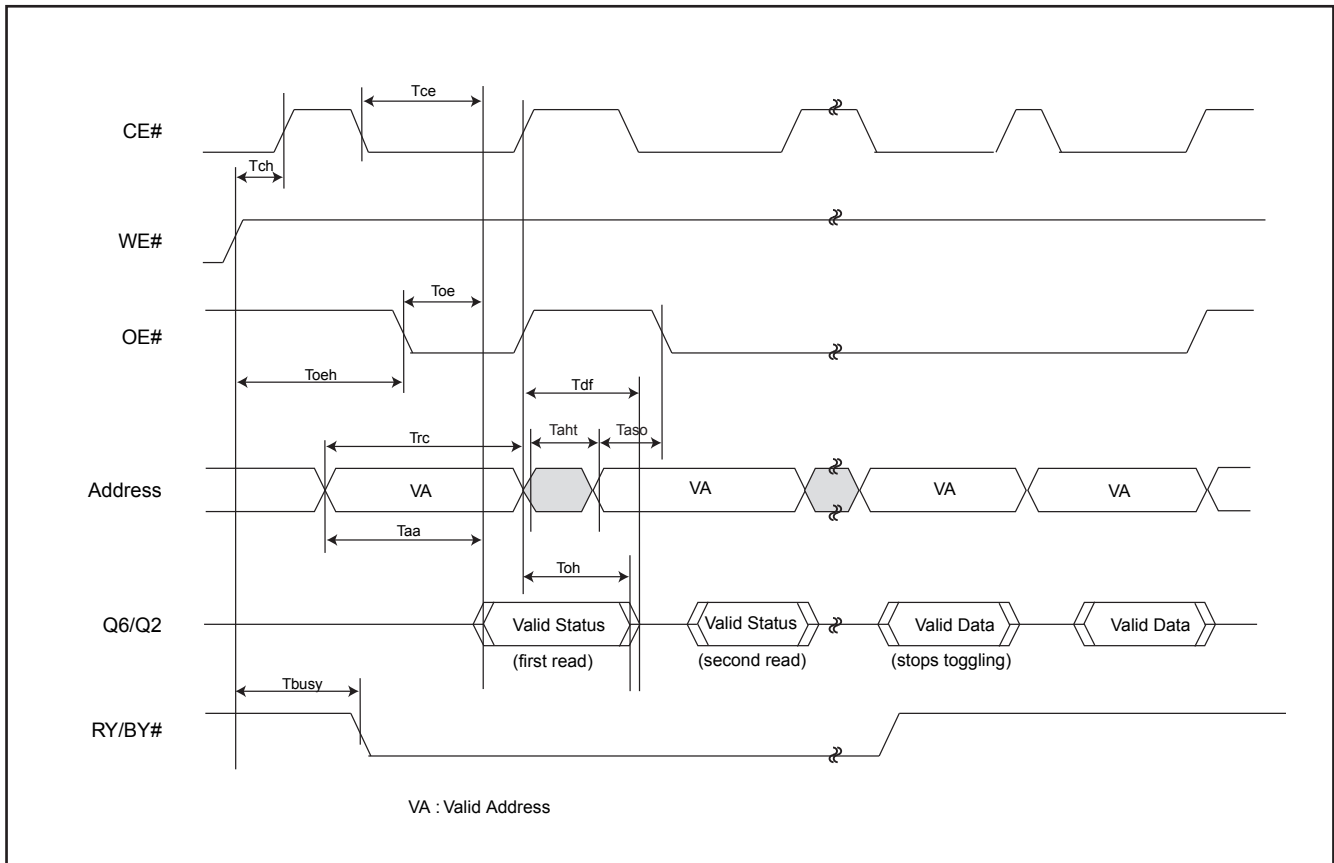 Tce
CE#
Tch
WE#
Toe
OE#
Toeh
Tdf
Taht
Taso
Trc
Address
VA
VA
VA
VA
Taa
Toh
Q6/Q2
Valid Status
Valid Status
Valid Data
Valid Data
(first read)
(second read)
(stops toggling)
Tbusy
RY/BY#
VA : Valid Address